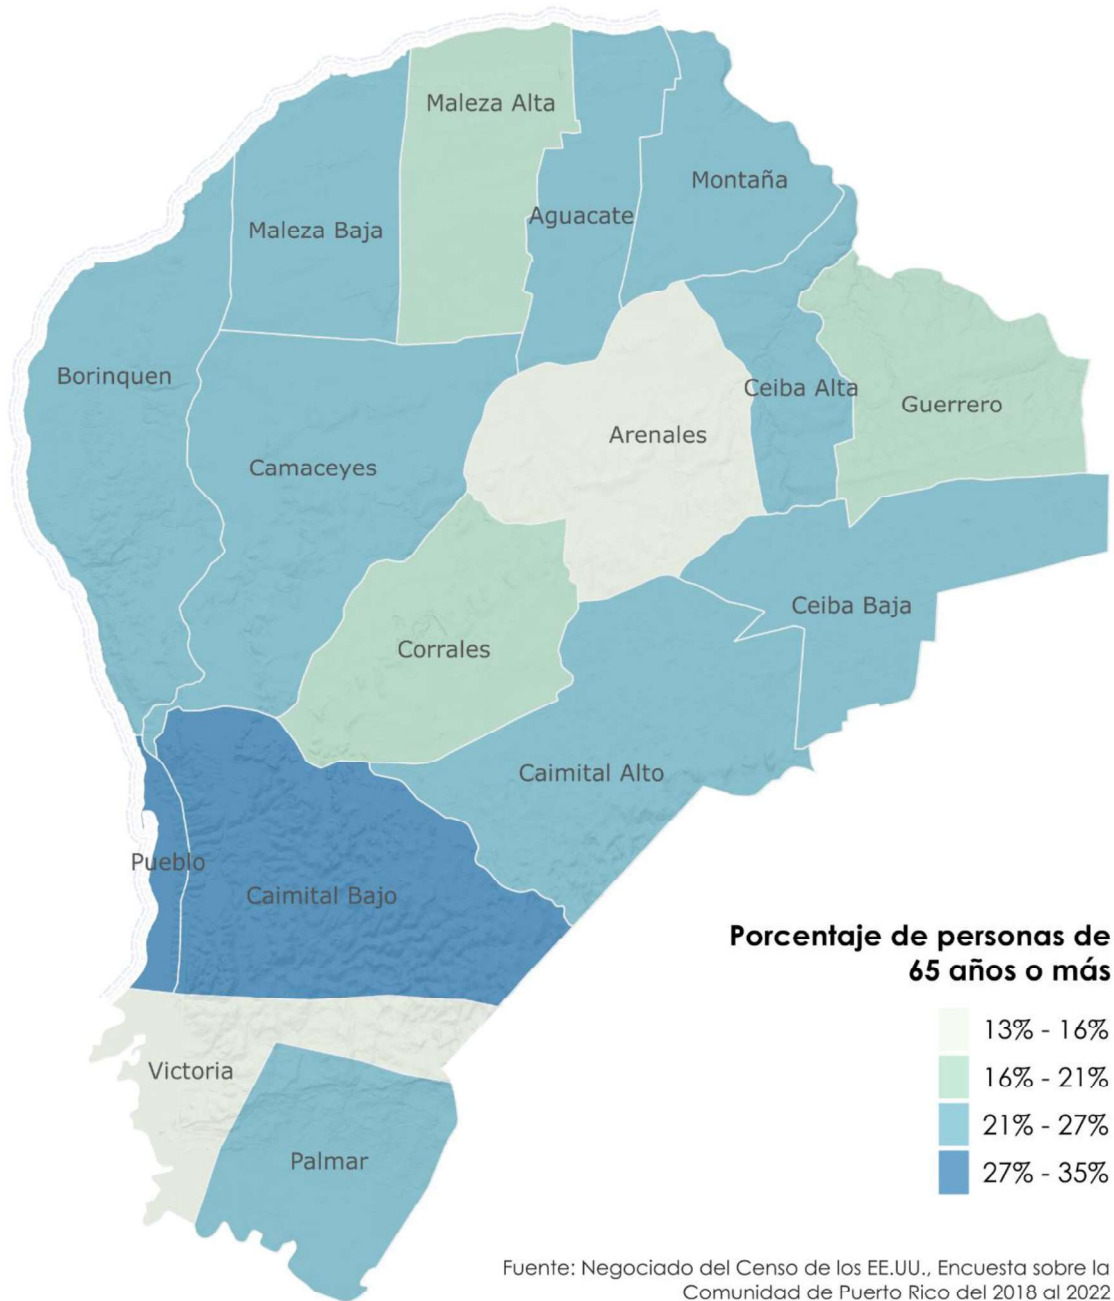 Maleza Alta
Montaña
Aguacate
Maleza Baja
Borinquen
Ceiba Alta
Guerrero
Arenales
Camaceyes
Ceiba Baja
Corrales
Caimital Alto
Pueblo
Caimital Bajo
Porcentaje de personas de
65 años o más
13% - 16%
16% - 21%
21% - 27%
27% - 35%
Victoria
Palmar
Fuente: Negociado del Censo de los EE.UU., Encuesta sobre la
Comunidad de Puerto Rico del 2018 al 2022